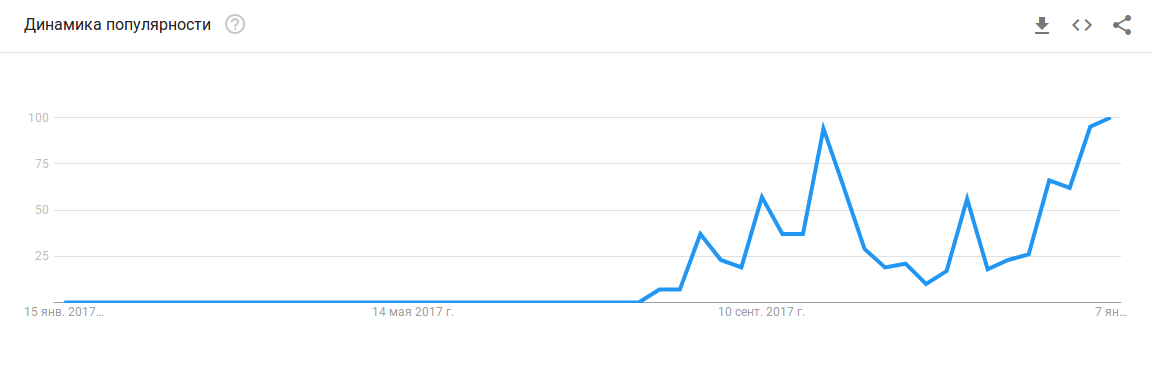 Динамика популярности
100
75
50
25
15 янв. 2017…
14 мая 2017 г.
10 сент. 2017 г.
7 ян…